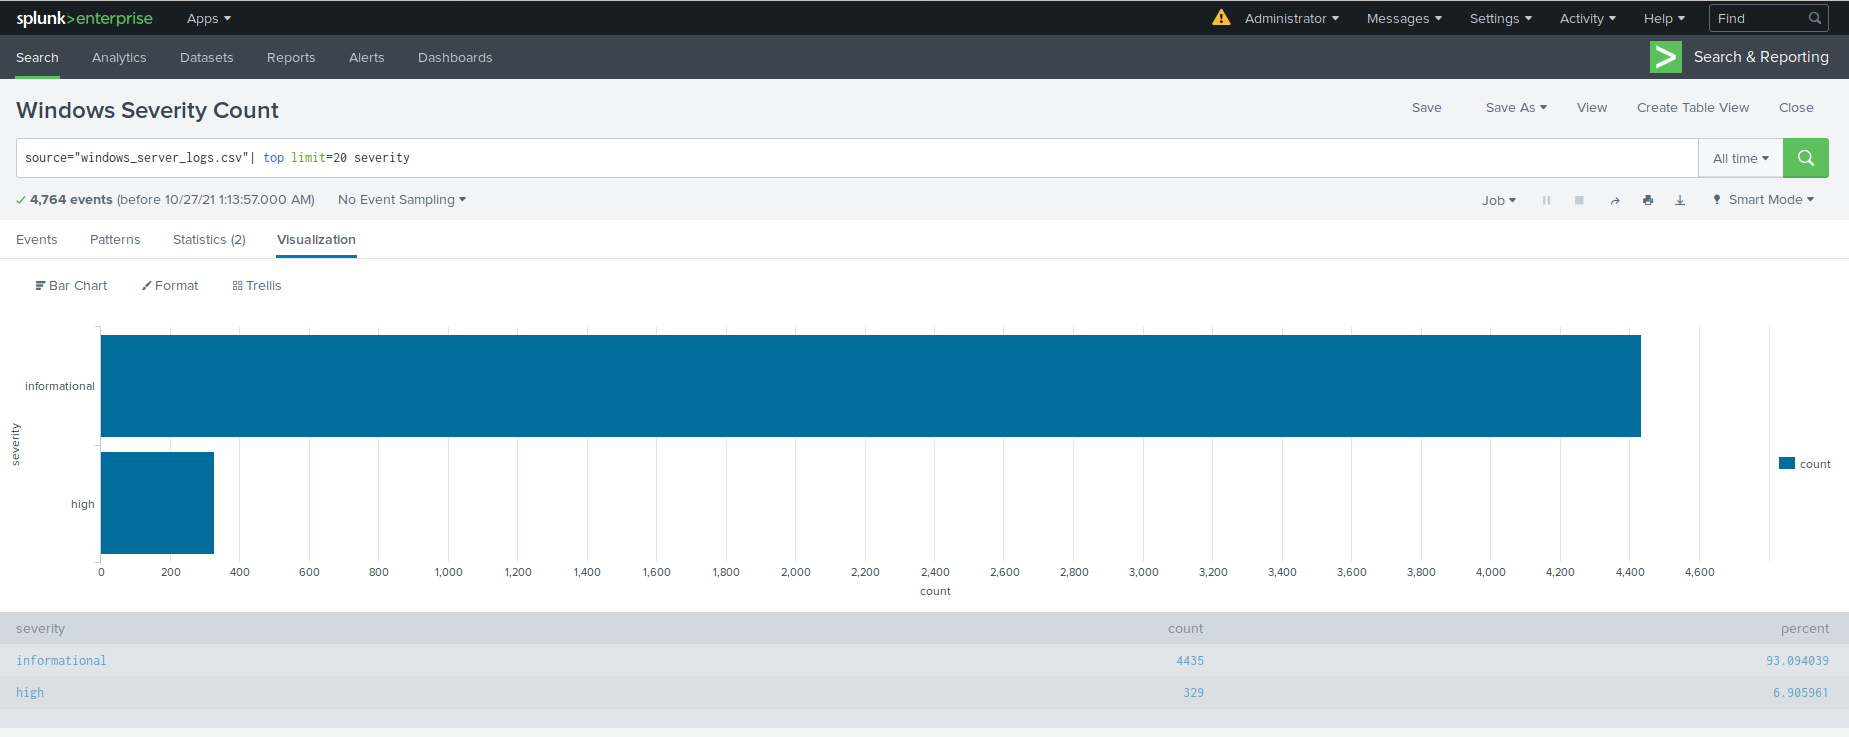 splunk>enterprise Apps Administrator Messages Settings Activity Help Find
Search Analytics Datasets Reports Alerts Dashboards Search & Reporting
Windows Severity Count Save Save As View Create Table View Close
source="windows_server_logs.csv"| top limit=20 severity All time
4,764 events (before 10/27/21 1:13:57.000 AM) No Event Sampling Job Smart Mode
Events Patterns Statistics (2) Visualization
Bar Chart Format Trellis
informational
severity
high
count
0 200 400 600 800 1,000 1,200 1,400 1,600 1,800 2,000 2,200 2,400 2,600 2,800 3,000 3,200 3,400 3,600 3,800 4,000 4,200 4,400 4,600
count
severity count percent
informational 4435 93.094039
high 329 6.905961